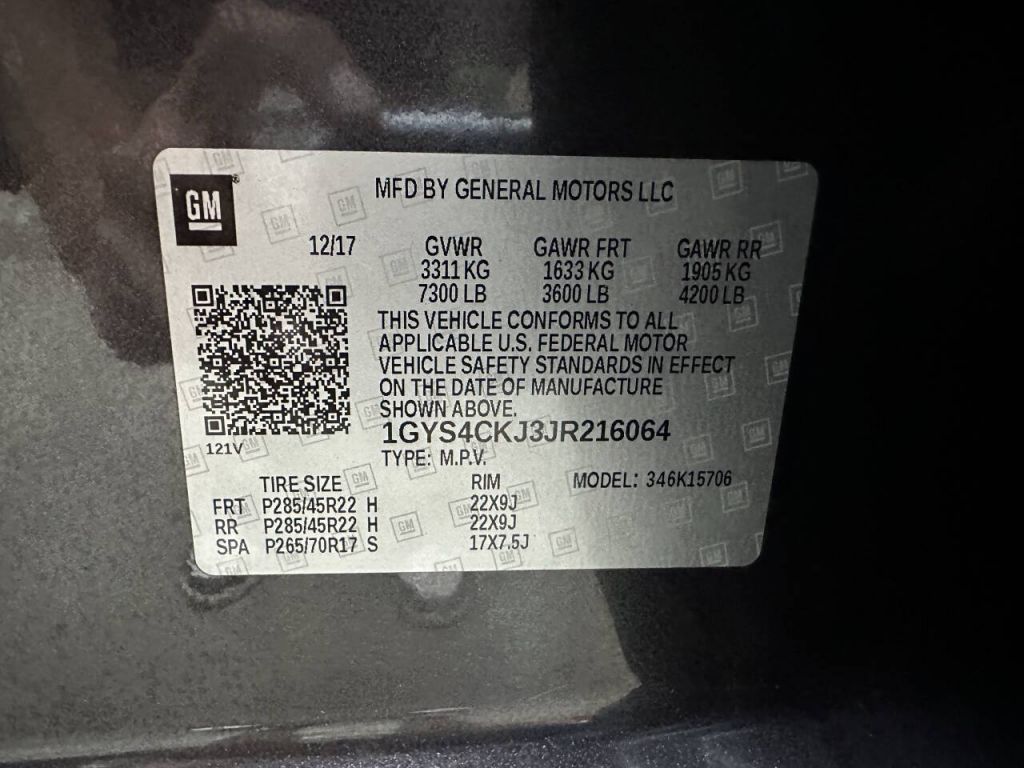 GM
MFD BY GENERAL MOTORS LLC
12/17 GVWR GAWR FRT GAWR RR
3311 KG 1633 KG 1905 KG
7300 LB 3600 LB 4200 LB
THIS VEHICLE CONFORMS TO ALL
APPLICABLE U.S. FEDERAL MOTOR
VEHICLE SAFETY STANDARDS IN EFFECT
ON THE DATE OF MANUFACTURE
SHOWN ABOVE.
1GYS4CKJ3JR216064
121V
TYPE: M.P.V.
TIRE SIZE RIM MODEL: 346K15706
FRT P285/45R22 H 22X9J
RR P285/45R22 H 22X9J
SPA P265/70R17 S 17X7.5J